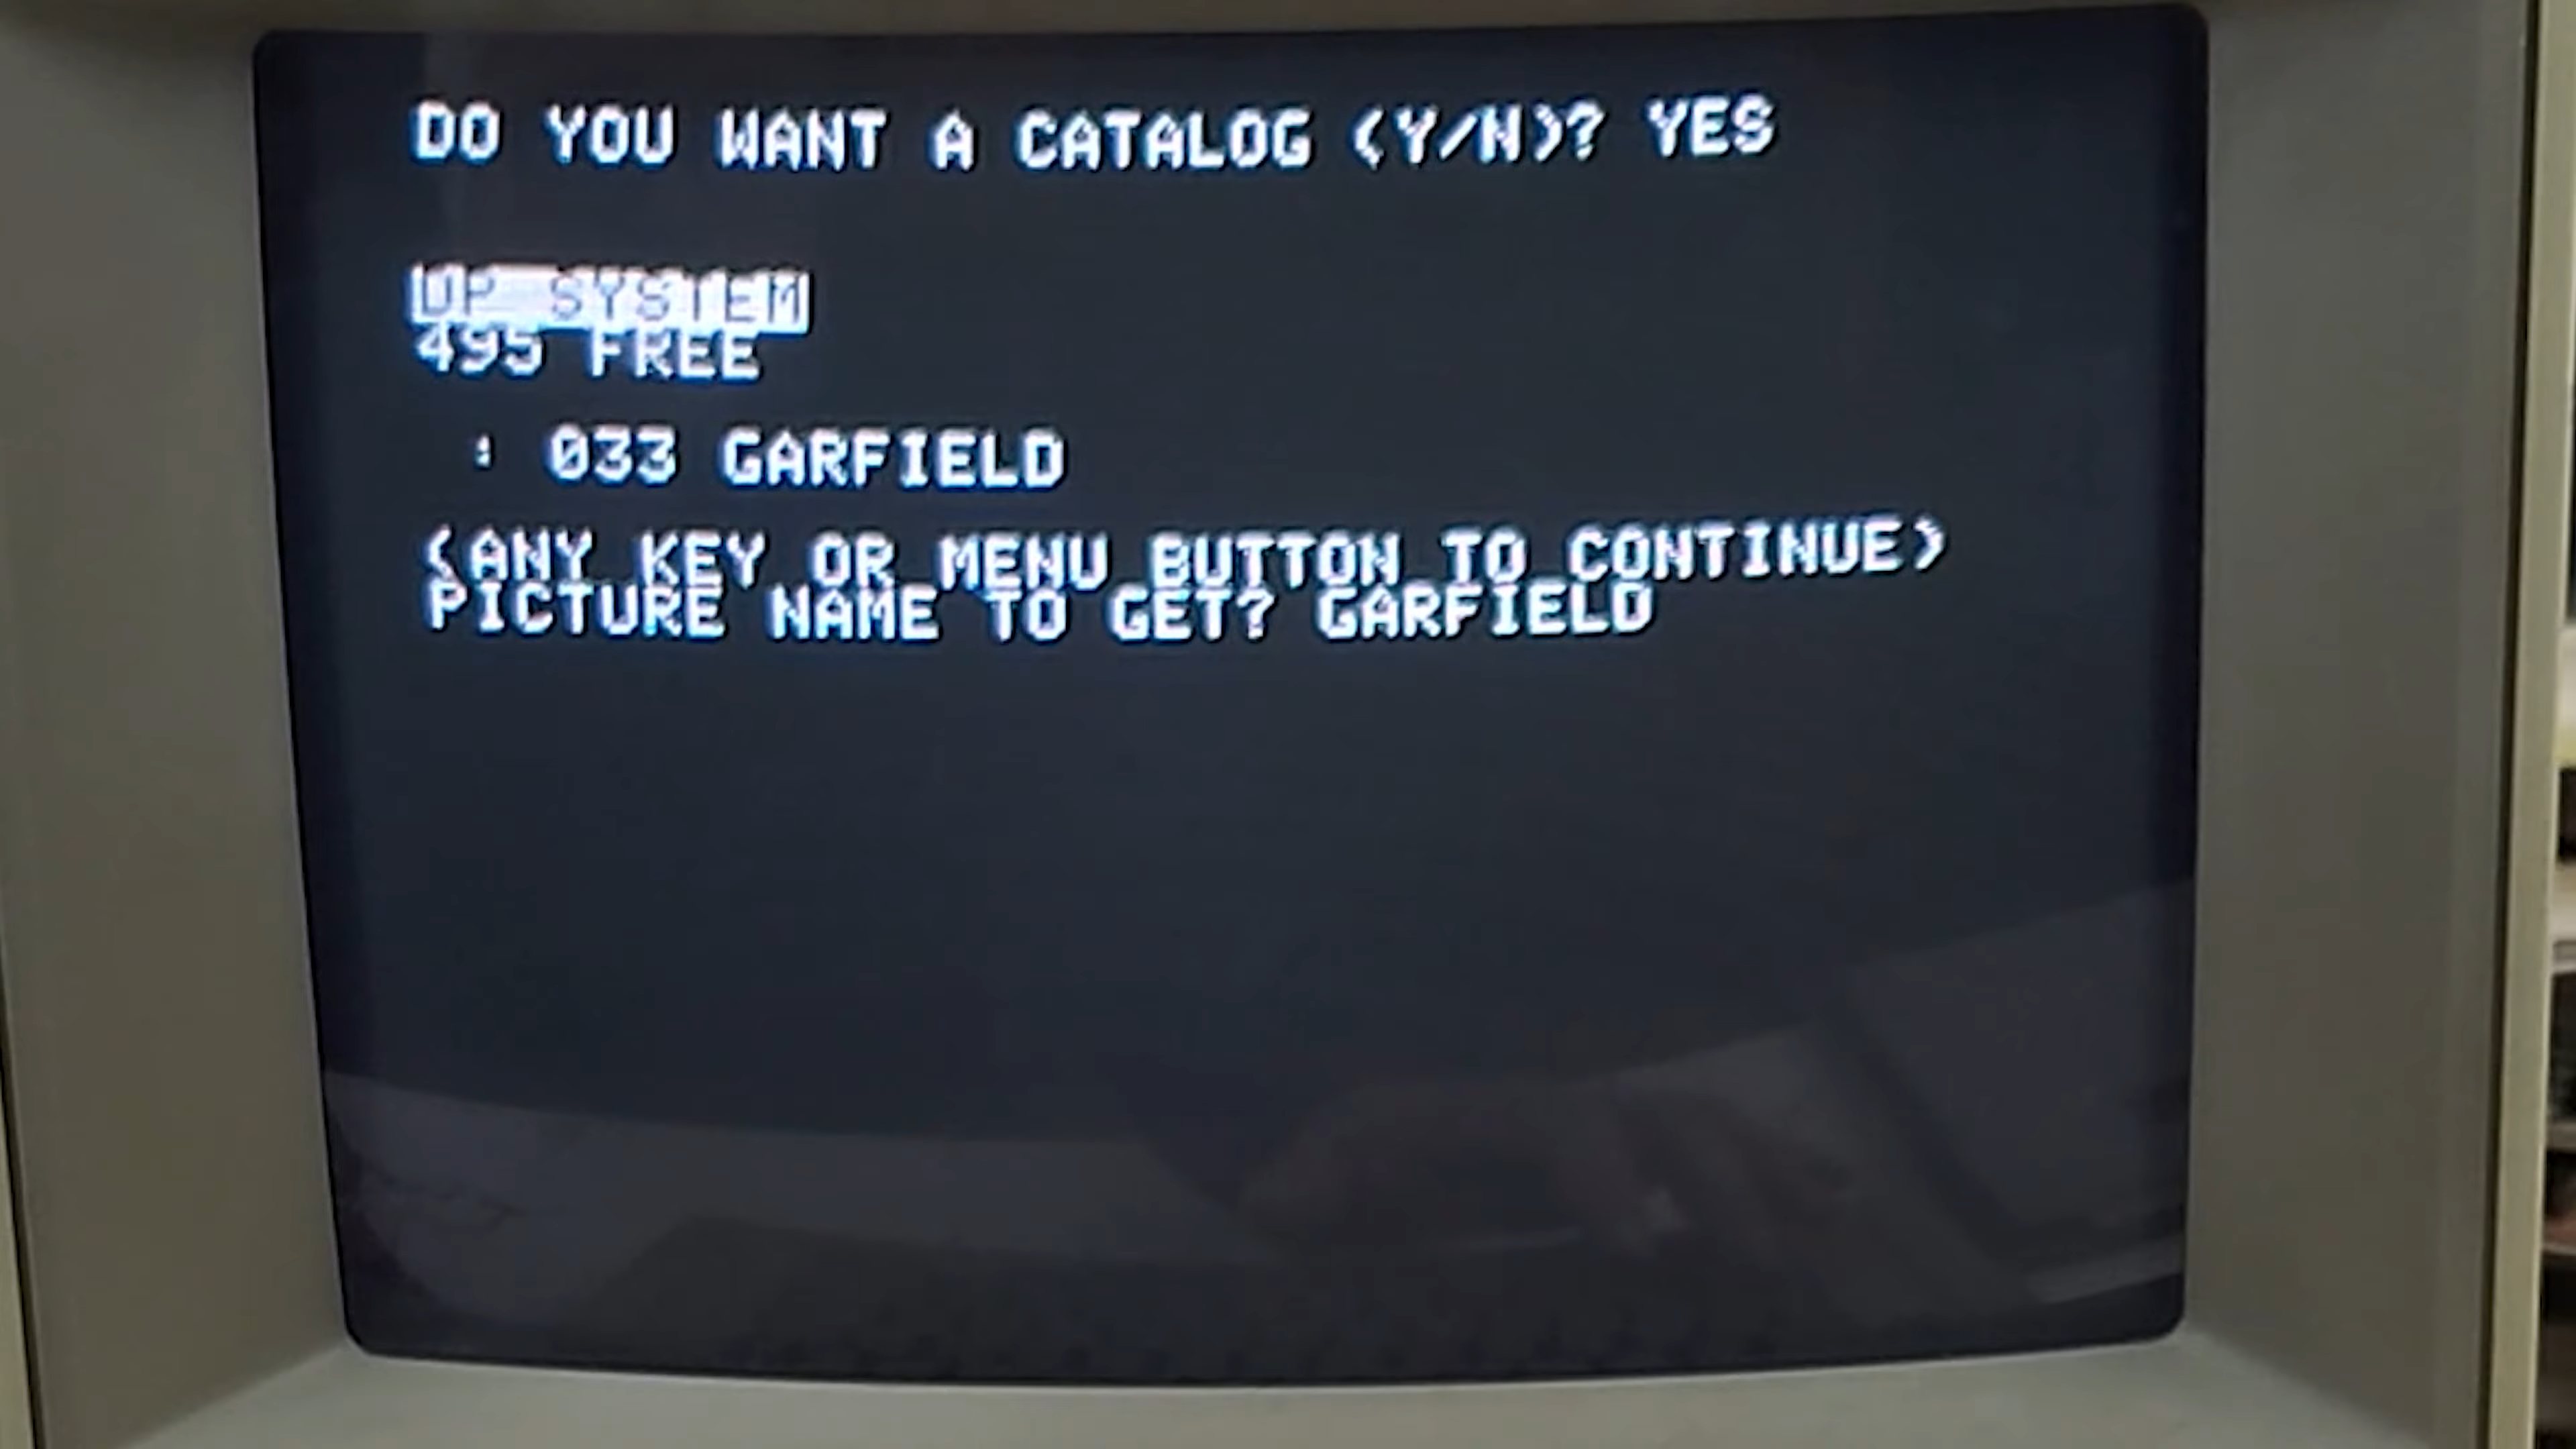 DO YOU WANT A CATALOG (Y/N)? YES
DP SYSTEM
495 FREE
: 033 GARFIELD
(ANY KEY OR MENU BUTTON TO CONTINUE)
PICTURE NAME TO GET? GARFIELD